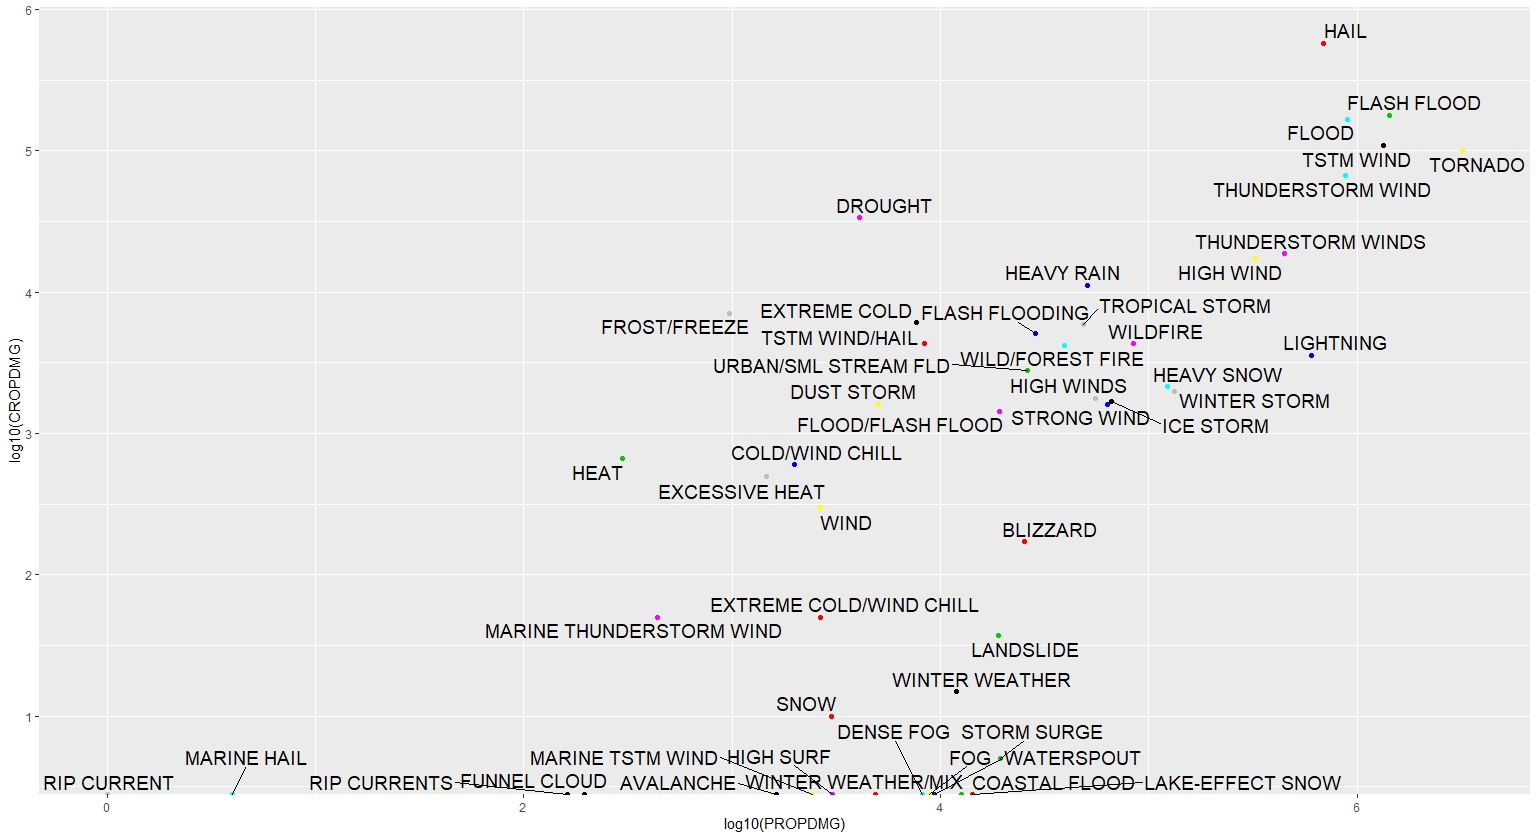 6
HAIL
FLASH FLOOD
FLOOD
5
TSTM WIND
TORNADO
THUNDERSTORM WIND
DROUGHT
THUNDERSTORM WINDS
HEAVY RAIN
HIGH WIND
4
TROPICAL STORM
EXTREME COLD
FLASH FLOODING
FROST/FREEZE
WILDFIRE
TSTM WIND/HAIL
LIGHTNING
WILD/FOREST FIRE
URBAN/SML STREAM FLD
HEAVY SNOW
HIGH WINDS
DUST STORM
WINTER STORM
STRONG WIND
FLOOD/FLASH FLOOD
ICE STORM
3
COLD/WIND CHILL
HEAT
EXCESSIVE HEAT
WIND
BLIZZARD
2
EXTREME COLD/WIND CHILL
MARINE THUNDERSTORM WIND
LANDSLIDE
WINTER WEATHER
SNOW
1
DENSE FOG
STORM SURGE
MARINE HAIL
MARINE TSTM WIND
HIGH SURF
FOG
WATERSPOUT
RIP CURRENT
RIP CURRENTS
FUNNEL CLOUD
AVALANCHE
WINTER WEATHER/MIX
COASTAL FLOOD
LAKE-EFFECT SNOW
0
2
4
6
log10(PROPDMG)
log10(CROPDMG)